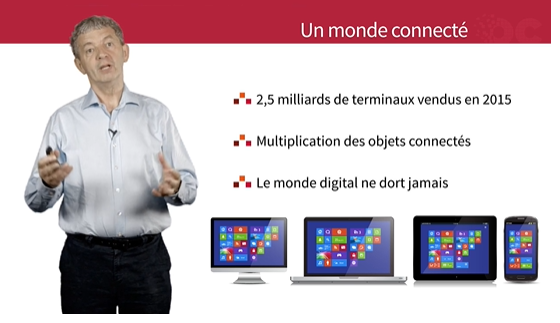 Un monde connecté
2,5 milliards de terminaux vendus en 2015
Multiplication des objets connectés
Le monde digital ne dort jamais